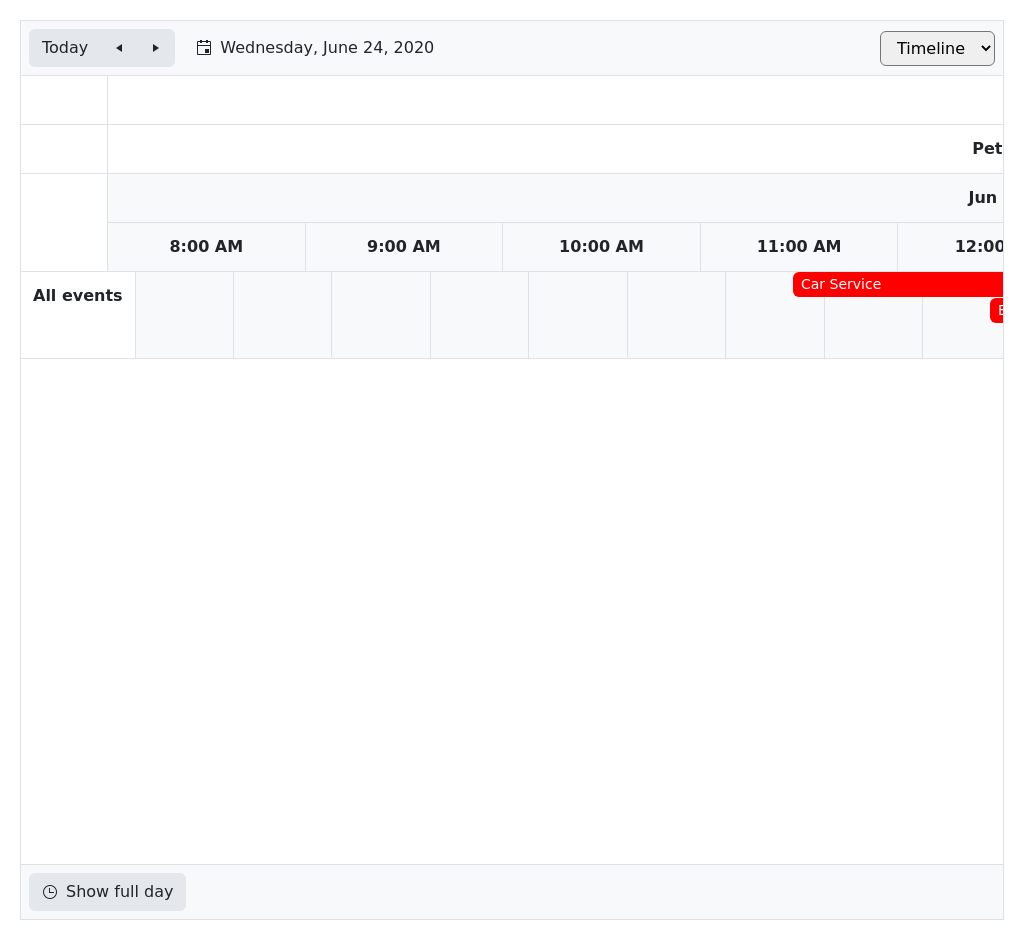 Today
Wednesday, June 24, 2020
Timeline
Pet
Jun
8:00 AM
9:00 AM
10:00 AM
11:00 AM
12:00
All events
Car Service
Show full day